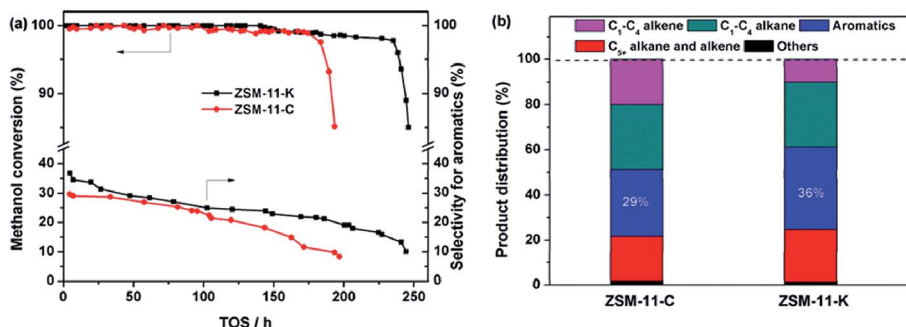 (a)
100
90
40
30
20
10
0
Methanol conversion (%)
ZSM-11-K
ZSM-11-C
100
90
40
30
20
10
0
Selectivity for aromatics (%)
0 50 100 150 200 250
TOS / h
(b)
C₁-C₄ alkene C₁-C₄ alkane Aromatics
C₅₊ alkane and alkene Others
100
80
60
40
20
0
Product distribution (%)
29% 36%
ZSM-11-C ZSM-11-K